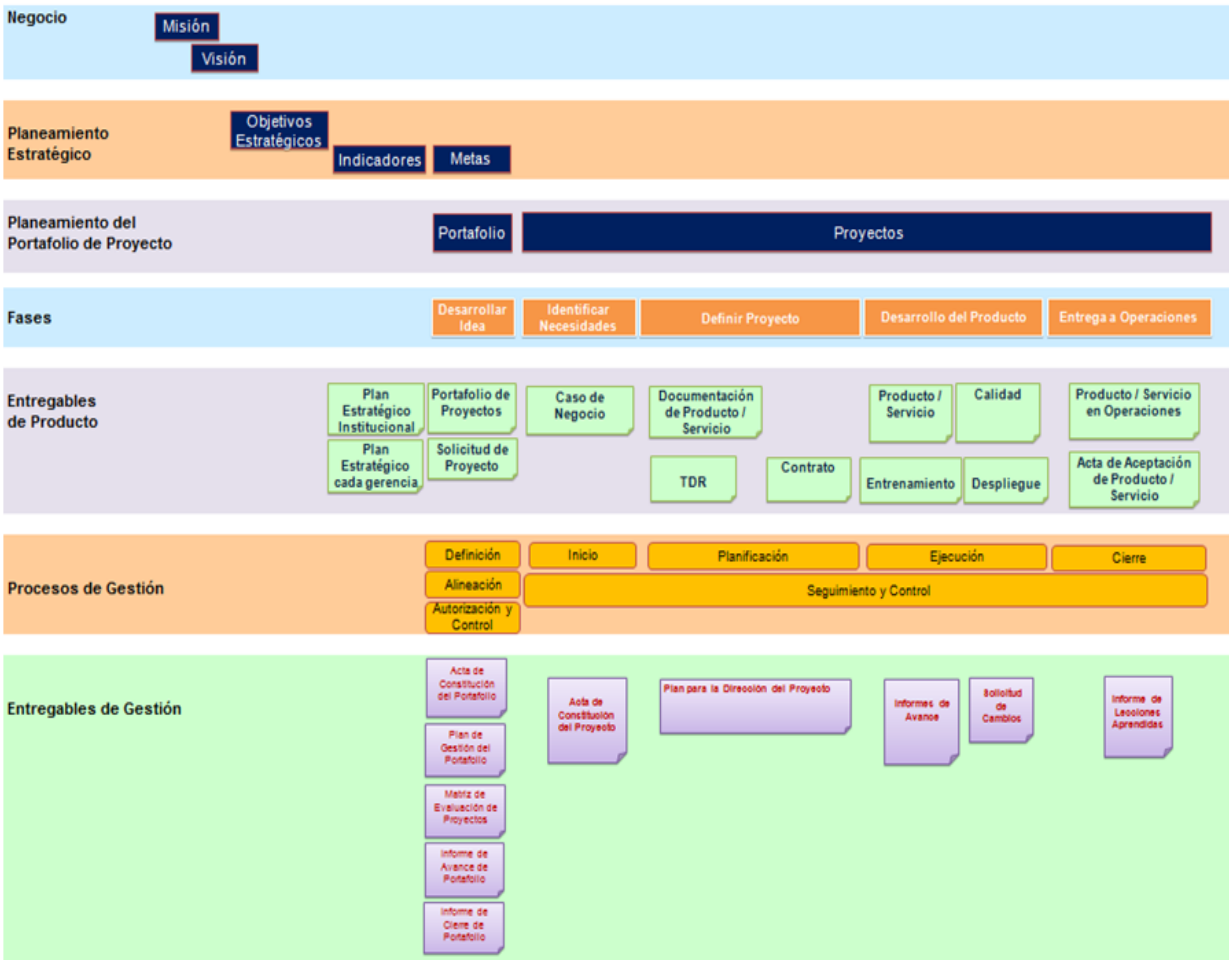 Negocio
Misión
Visión
Planeamiento
Estratégico
Objetivos
Estratégicos
Indicadores
Metas
Planeamiento del
Portafolio de Proyecto
Portafolio
Proyectos
Fases
Desarrollar
Idea
Identificar
Necesidades
Definir Proyecto
Desarrollo del Producto
Entrega a Operaciones
Entregables
de Producto
Plan
Estratégico
Institucional
Portafolio de
Proyectos
Caso de
Negocio
Documentación
de Producto /
Servicio
Producto /
Servicio
Calidad
Producto / Servicio
en Operaciones
Plan
Estratégico
cada gerencia
Solicitud de
Proyecto
TDR
Contrato
Entrenamiento
Despliegue
Acta de Aceptación
de Producto /
Servicio
Procesos de Gestión
Definición
Inicio
Planificación
Ejecución
Cierre
Alineación
Seguimiento y Control
Autorización y
Control
Entregables de Gestión
Acta de
Constitución
del Portafolio
Acta de
Constitución
del Proyecto
Plan para la Dirección del Proyecto
Informes de
Avance
Solicitud
de
Cambios
Informe de
Lecciones
Aprendidas
Plan de
Gestión del
Portafolio
Matriz de
Evaluación de
Proyectos
Informe de
Avance de
Portafolio
Informe de
Cierre de
Portafolio